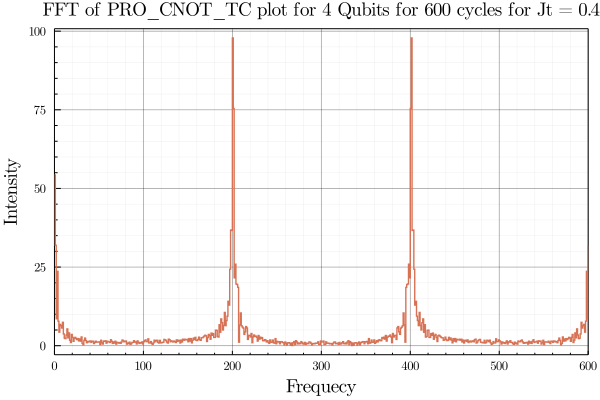 FFT of PRO_CNOT_TC plot for 4 Qubits for 600 cycles for Jt = 0.4
100
75
50
25
0
Intensity
0 100 200 300 400 500 600
Frequecy